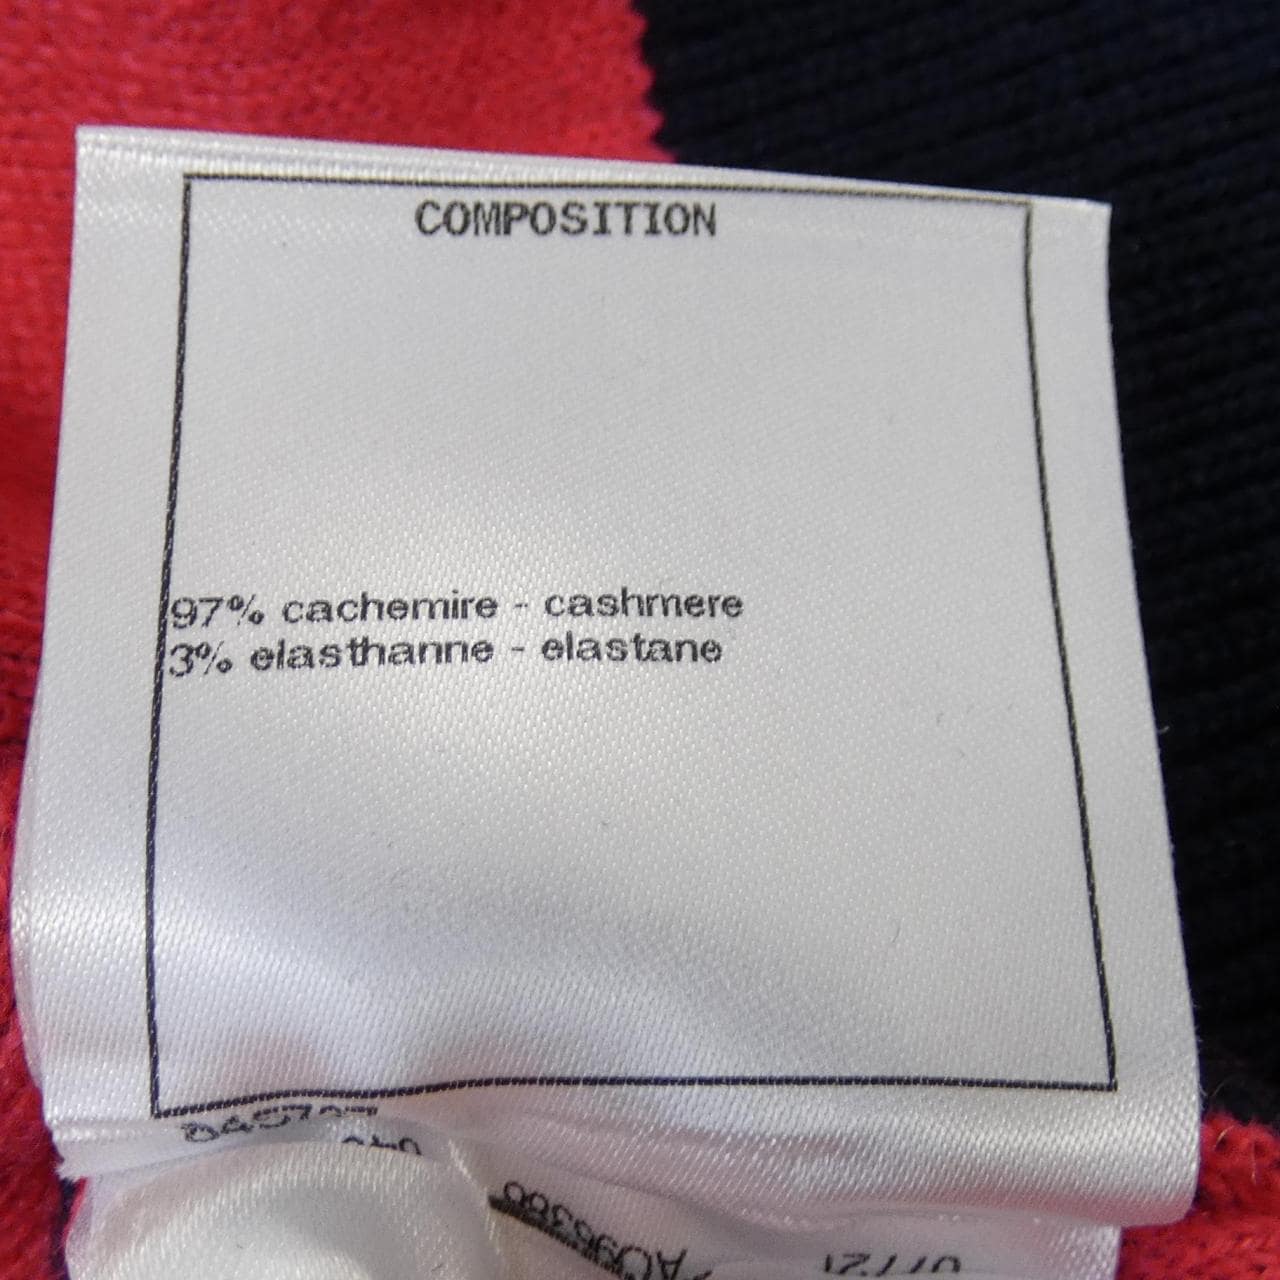 COMPOSITION
97% cachemire - cashmere
3% elasthanne - elastane